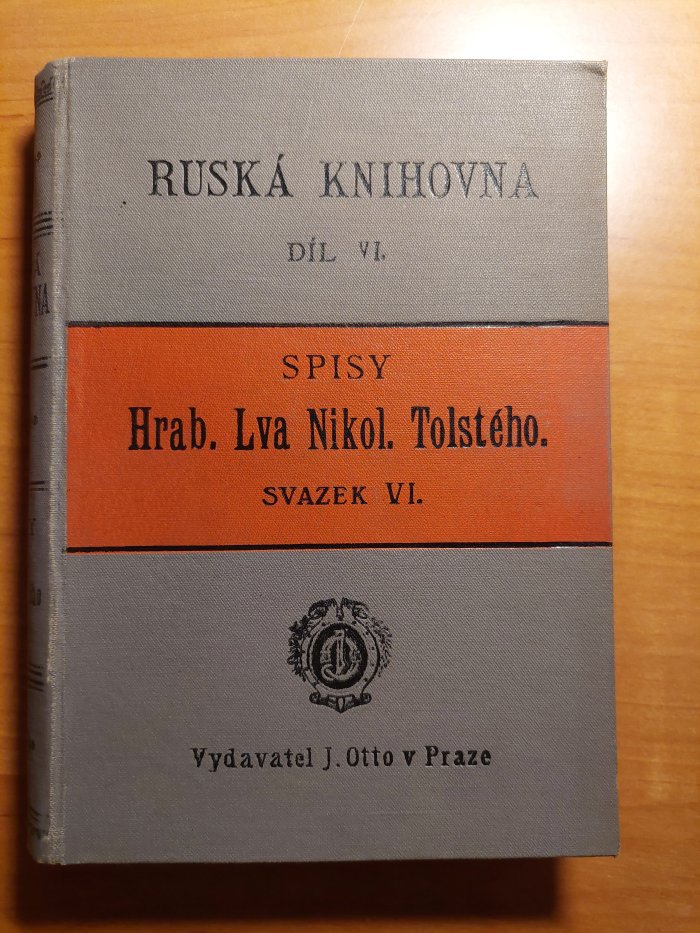 RUSKÁ KNIHOVNA
DÍL VI.
SPISY
Hrab. Lva Nikol. Tolstého.
SVAZEK VI.
Vydavatel J. Otto v Praze